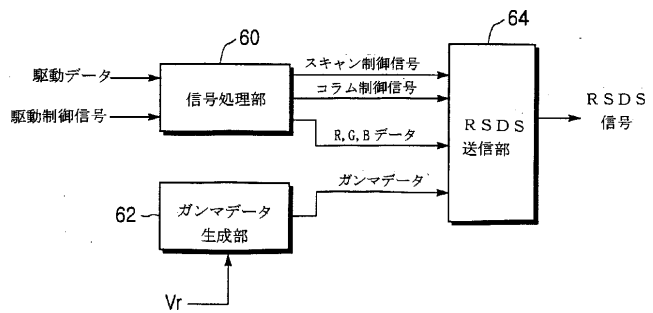 60
64
駆動データ
駆動制御信号
信号処理部
スキャン制御信号
コラム制御信号
R,G,Bデータ
ＲＳＤＳ
送信部
ＲＳＤＳ
信号
62
ガンマデータ
生成部
ガンマデータ
Vr